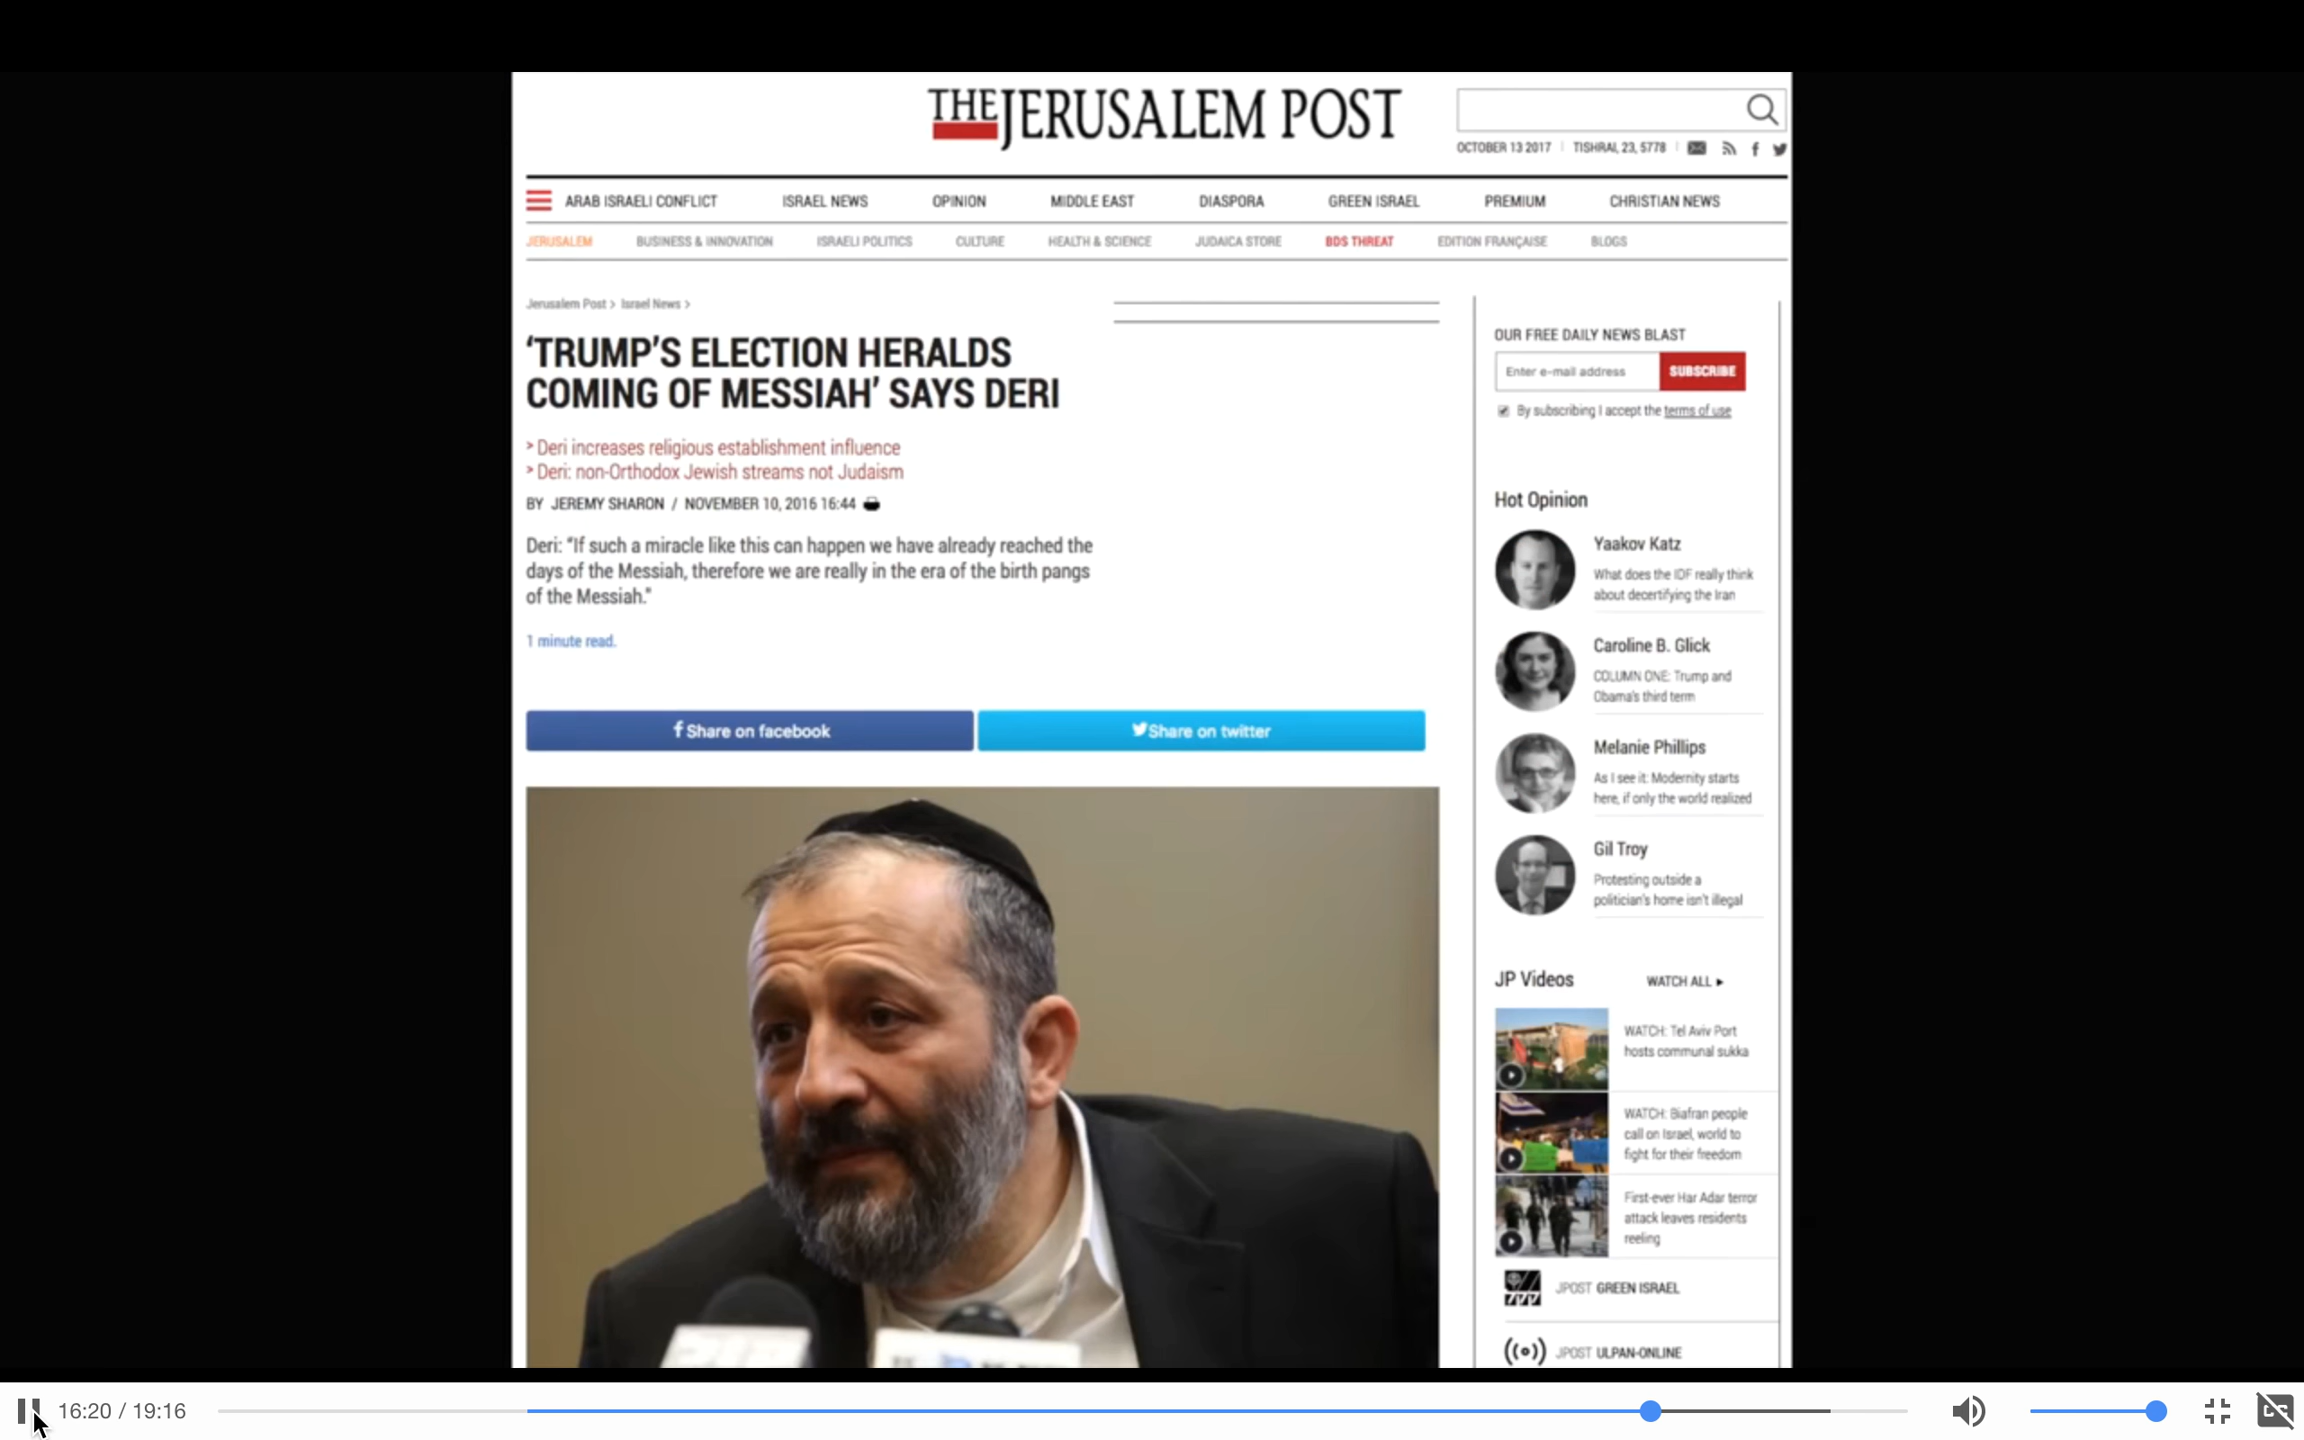 THE JERUSALEM POST
OCTOBER 13 2017 | TISHRAI, 23, 5778
ARAB ISRAELI CONFLICT ISRAEL NEWS OPINION MIDDLE EAST DIASPORA GREEN ISRAEL PREMIUM CHRISTIAN NEWS
JERUSALEM BUSINESS & INNOVATION ISRAELI POLITICS CULTURE HEALTH & SCIENCE JUDAICA STORE BDS THREAT EDITION FRANÇAISE BLOGS
Jerusalem Post > Israel News >
‘TRUMP’S ELECTION HERALDS
COMING OF MESSIAH’ SAYS DERI
> Deri increases religious establishment influence
> Deri: non-Orthodox Jewish streams not Judaism
BY JEREMY SHARON / NOVEMBER 10, 2016 16:44
Deri: “If such a miracle like this can happen we have already reached the
days of the Messiah, therefore we are really in the era of the birth pangs
of the Messiah.”
1 minute read.
Share on facebook
Share on twitter
OUR FREE DAILY NEWS BLAST
Enter e-mail address SUBSCRIBE
By subscribing I accept the terms of use
Hot Opinion
Yaakov Katz
What does the IDF really think
about decertifying the Iran
Caroline B. Glick
COLUMN ONE: Trump and
Obama's third term
Melanie Phillips
As I see it: Modernity starts
here, if only the world realized
Gil Troy
Protesting outside a
politician's home isn't illegal
JP Videos WATCH ALL
WATCH: Tel Aviv Port
hosts communal sukka
WATCH: Biafran people
call on Israel, world to
fight for their freedom
First-ever Har Adar terror
attack leaves residents
reeling
JPOST GREEN ISRAEL
JPOST ULPAN-ONLINE
16:20 / 19:16
CC